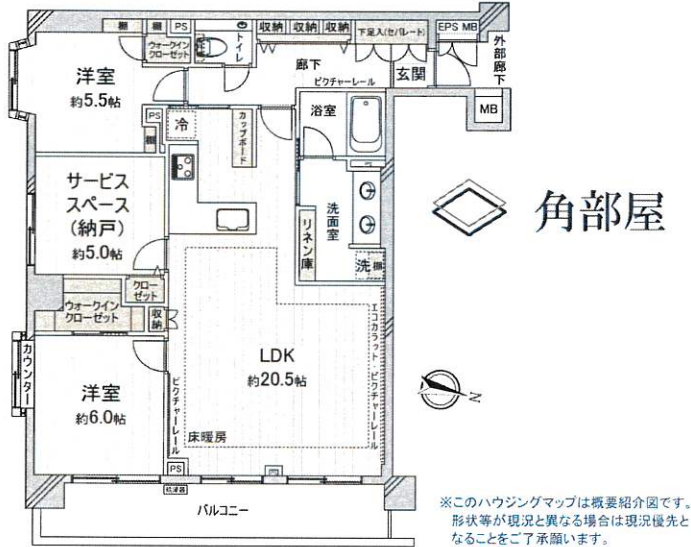 棚
棚
PS
収納
収納
収納
下足入(セパレート)
EPS MB
外部廊下
ウォークイン
クローゼット
トイレ
廊下
ピクチャーレール
玄関
MB
洋室
約5.5帖
PS
棚
冷
カップボード
浴室
サービス
スペース
(納戸)
約5.0帖
洗面室
リネン庫
洗
棚
角部屋
クロー
ゼット
ウォークイン
クローゼット
収納
カウンター
洋室
約6.0帖
ピクチャーレール
LDK
約20.5帖
エコカラット・ピクチャーレール
床暖房
N
PS
バルコニー
※このハウジングマップは概要紹介図です。
形状等が現況と異なる場合は現況優先と
なることをご了承願います。